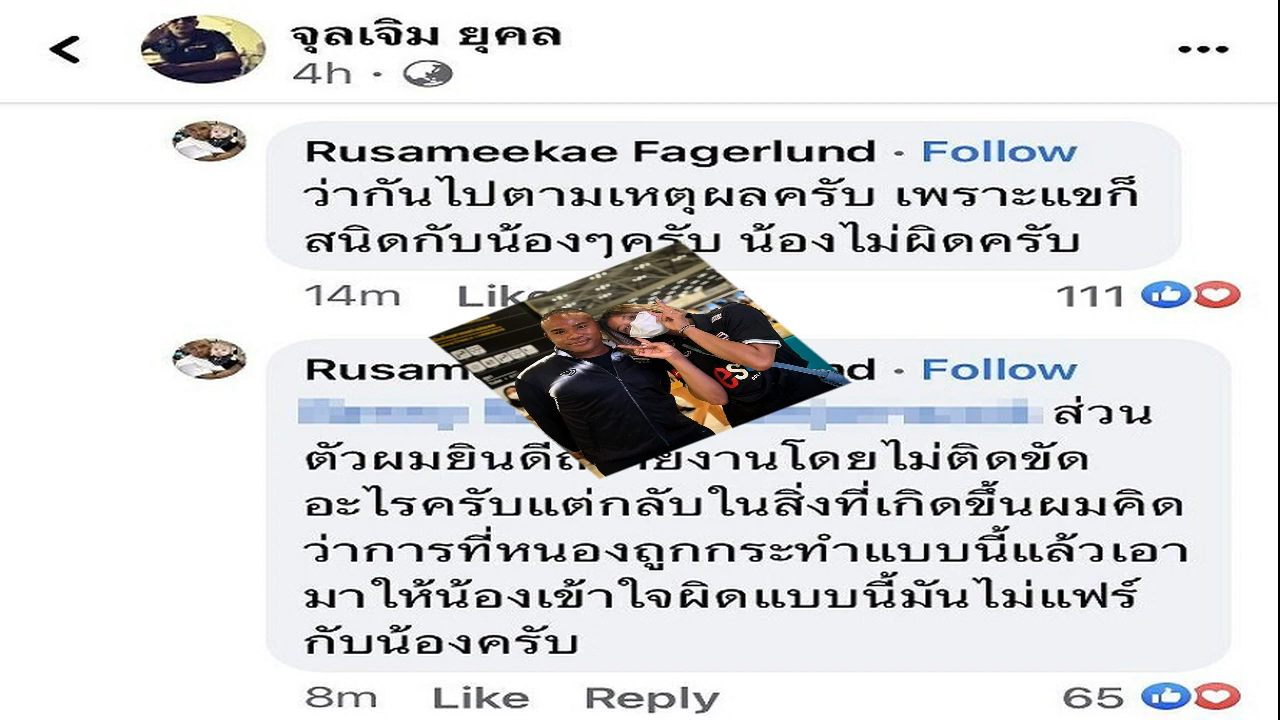 จุลเจิม ยุคล
4h ·
Rusameekae Fagerlund · Follow
ว่ากันไปตามเหตุผลครับ เพราะแขก็
สนิดกับน้องๆครับ น้องไม่ผิดครับ
14m Like 111
· Follow
ส่วน
ตัวผมยินดี งานโดยไม่ติดขัด
อะไรครับแต่กลับในสิ่งที่เกิดขึ้นผมคิด
ว่าการที่หนองถูกกระทำแบบนี้แล้วเอา
มาให้น้องเข้าใจผิดแบบนี้มันไม่แฟร์
กับน้องครับ
8m Like Reply 65